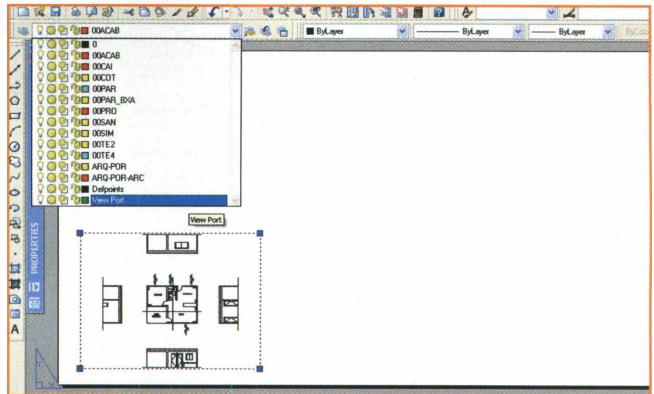 00ACAB
ByLayer
ByLayer
ByLayer
ByColor
0
00ACAB
00CAI
00COT
00PAR
00PAR_BXA
00PRO
00SAN
00SIM
00TE2
00TE4
ARQ-POR
ARQ-POR-ARC
Defpoints
View Port
View Port
PROPERTIES
A